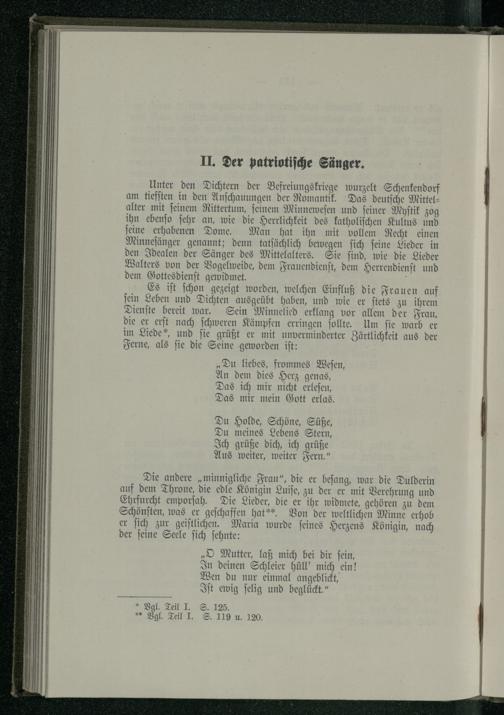 II. Der patriotische Sänger.
Unter den Dichtern der Befreiungskriege wurzelt Schenkendorf
am tiefsten in den Anschauungen der Romantik. Das deutsche Mittel-
alter mit seinem Rittertum, seinem Minnewesen und seiner Mystik zog
ihn ebenso sehr an, wie die Herrlichkeit des katholischen Kultus und
seine erhabenen Dome. Man hat ihn mit vollem Recht einen
Minnesänger genannt; denn tatsächlich bewegen sich seine Lieder in
den Idealen der Sänger des Mittelalters. Sie sind, wie die Lieder
Walters von der Vogelweide, dem Frauendienst, dem Herrendienst und
dem Gottesdienst gewidmet.
Es ist schon gezeigt worden, welchen Einfluß die Frauen auf
sein Leben und Dichten ausgeübt haben, und wie er stets zu ihrem
Dienste bereit war. Sein Minnelied erklang vor allem der Frau,
die er erst nach schweren Kämpfen erringen sollte. Um sie warb er
im Liede*, und sie grüßt er mit unverminderter Zärtlichkeit aus der
Ferne, als sie die Seine geworden ist:
„Du liebes, frommes Wesen,
An dem dies Herz genas,
Das ich mir nicht erlesen,
Das mir mein Gott erlas.
Du Holde, Schöne, Süße,
Du meines Lebens Stern,
Ich grüße dich, ich grüße
Aus weiter, weiter Fern.“
Die andere „minnigliche Frau“, die er besang, war die Dulderin
auf dem Throne, die edle Königin Luise, zu der er mit Verehrung und
Ehrfurcht emporsah. Die Lieder, die er ihr widmete, gehören zu dem
Schönsten, was er geschaffen hat**. Von der weltlichen Minne erhob
er sich zur geistlichen. Maria wurde seines Herzens Königin, nach
der seine Seele sich sehnte:
„O Mutter, laß mich bei dir sein,
In deinen Schleier hüll' mich ein!
Wen du nur einmal angeblickt,
Ist ewig selig und beglückt.“
* Vgl. Teil I. S. 125.
** Vgl. Teil I. S. 119 u. 120.